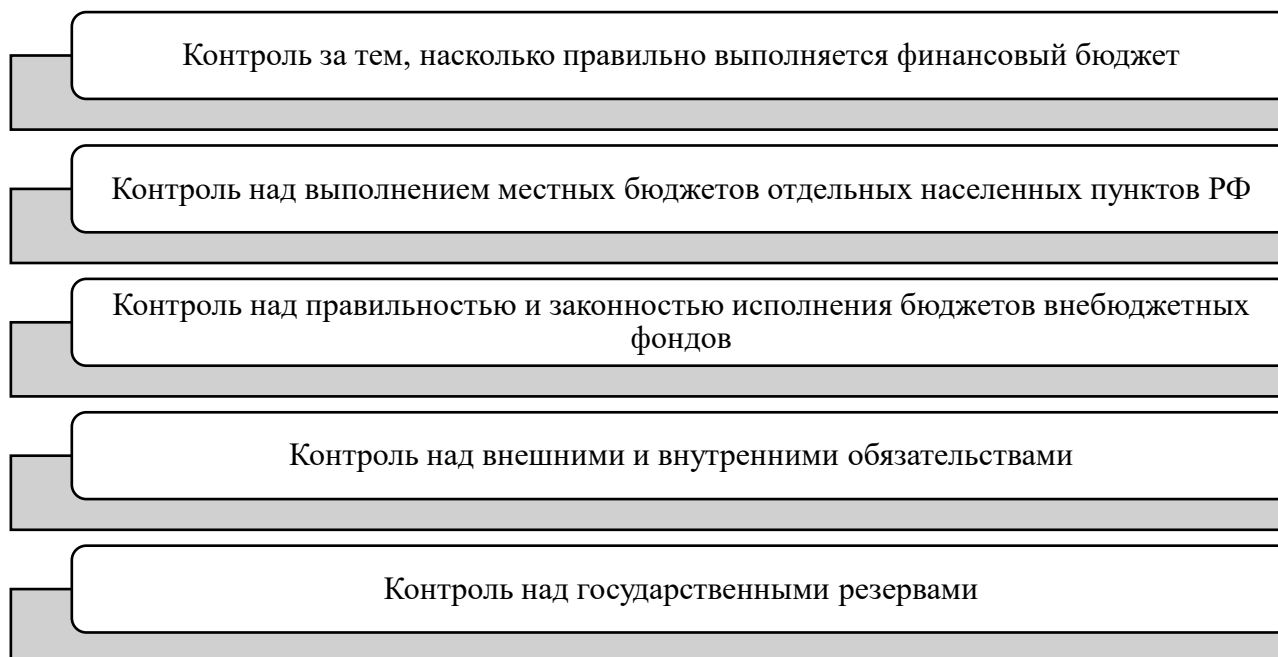 Контроль за тем, насколько правильно выполняется финансовый бюджет
Контроль над выполнением местных бюджетов отдельных населенных пунктов РФ
Контроль над правильностью и законностью исполнения бюджетов внебюджетных
фондов
Контроль над внешними и внутренними обязательствами
Контроль над государственными резервами